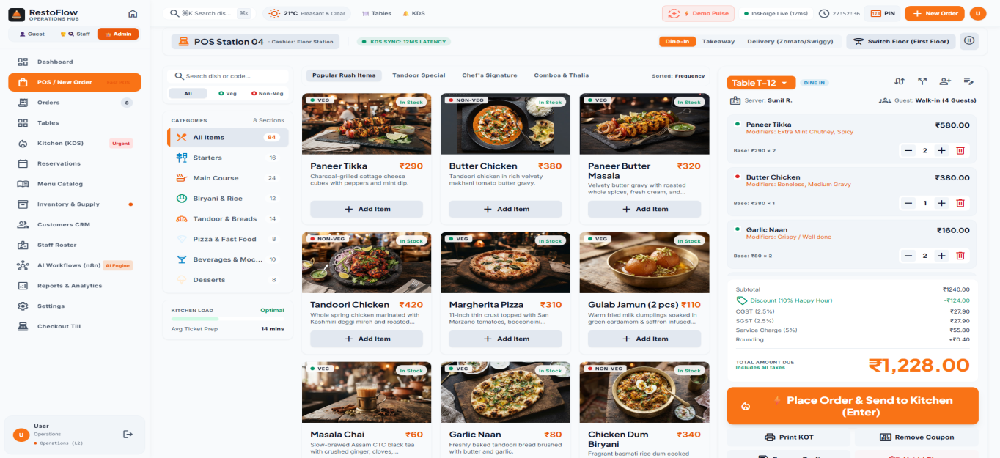 RestoFlow
OPERATIONS HUB
Guest
Staff
Admin
Dashboard
POS / New Order
Fast POS
Orders
8
Tables
Kitchen (KDS)
Urgent
Reservations
Menu Catalog
Inventory & Supply
Customers CRM
Staff Roster
AI Workflows (n8n)
AI Engine
Reports & Analytics
Settings
Checkout Till
U
User
Operations
Operations (L2)
⌘K Search dis...
⌘K
21°C Pleasant & Clear
Tables
KDS
Demo Pulse
InsForge Live (12ms)
22:52:36
123 PIN
New Order
U
POS Station 04
· Cashier: Floor Station
KDS SYNC: 12MS LATENCY
Dine-In
Takeaway
Delivery (Zomato/Swiggy)
Switch Floor (First Floor)
Search dish or code...
All
Veg
Non-Veg
CATEGORIES
8 Sections
All Items
84
Starters
16
Main Course
24
Biryani & Rice
12
Tandoor & Breads
14
Pizza & Fast Food
8
Beverages & Moc...
10
Desserts
8
KITCHEN LOAD
Optimal
Avg Ticket Prep
14 mins
Popular Rush Items
Tandoor Special
Chef's Signature
Combos & Thalis
Sorted: Frequency
VEG
In Stock
Paneer Tikka
₹290
Charcoal-grilled cottage cheese
cubes with peppers and mint dip.
Add Item
NON-VEG
In Stock
Butter Chicken
₹380
Tandoori chicken in rich velvety
makhani tomato butter gravy.
Add Item
VEG
In Stock
Paneer Butter
Masala
₹320
Velvety butter gravy with roasted
whole spices, fresh cream, and...
Add Item
NON-VEG
In Stock
Tandoori Chicken
₹420
Whole spring chicken marinated with
Kashmiri deggi mirch and roasted...
Add Item
VEG
In Stock
Margherita Pizza
₹310
11-inch thin crust topped with San
Marzano tomatoes, bocconcini...
Add Item
VEG
In Stock
Gulab Jamun (2 pcs)
₹110
Warm fried milk dumplings soaked in
green cardamom & saffron infused...
Add Item
VEG
In Stock
Masala Chai
₹60
Slow-brewed Assam CTC black tea
with crushed ginger, cloves,...
VEG
In Stock
Garlic Naan
₹80
Freshly baked tandoori bread brushed
with butter and garlic.
NON-VEG
In Stock
Chicken Dum
Biryani
₹340
Fragrant basmati rice dum cooked
Table T-12
DINE IN
Server: Sunil R.
Guest: Walk-in (4 Guests)
Paneer Tikka
₹580.00
Modifiers: Extra Mint Chutney, Spicy
Base: ₹290 × 2
2
Butter Chicken
₹380.00
Modifiers: Boneless, Medium Gravy
Base: ₹380 × 1
1
Garlic Naan
₹160.00
Modifiers: Crispy / Well done
Base: ₹80 × 2
2
Subtotal
₹1240.00
Discount (10% Happy Hour)
-₹124.00
CGST (2.5%)
₹27.90
SGST (2.5%)
₹27.90
Service Charge (5%)
₹55.80
Rounding
+₹0.40
TOTAL AMOUNT DUE
Includes all taxes
₹1,228.00
Place Order & Send to Kitchen
(Enter)
Print KOT
Remove Coupon